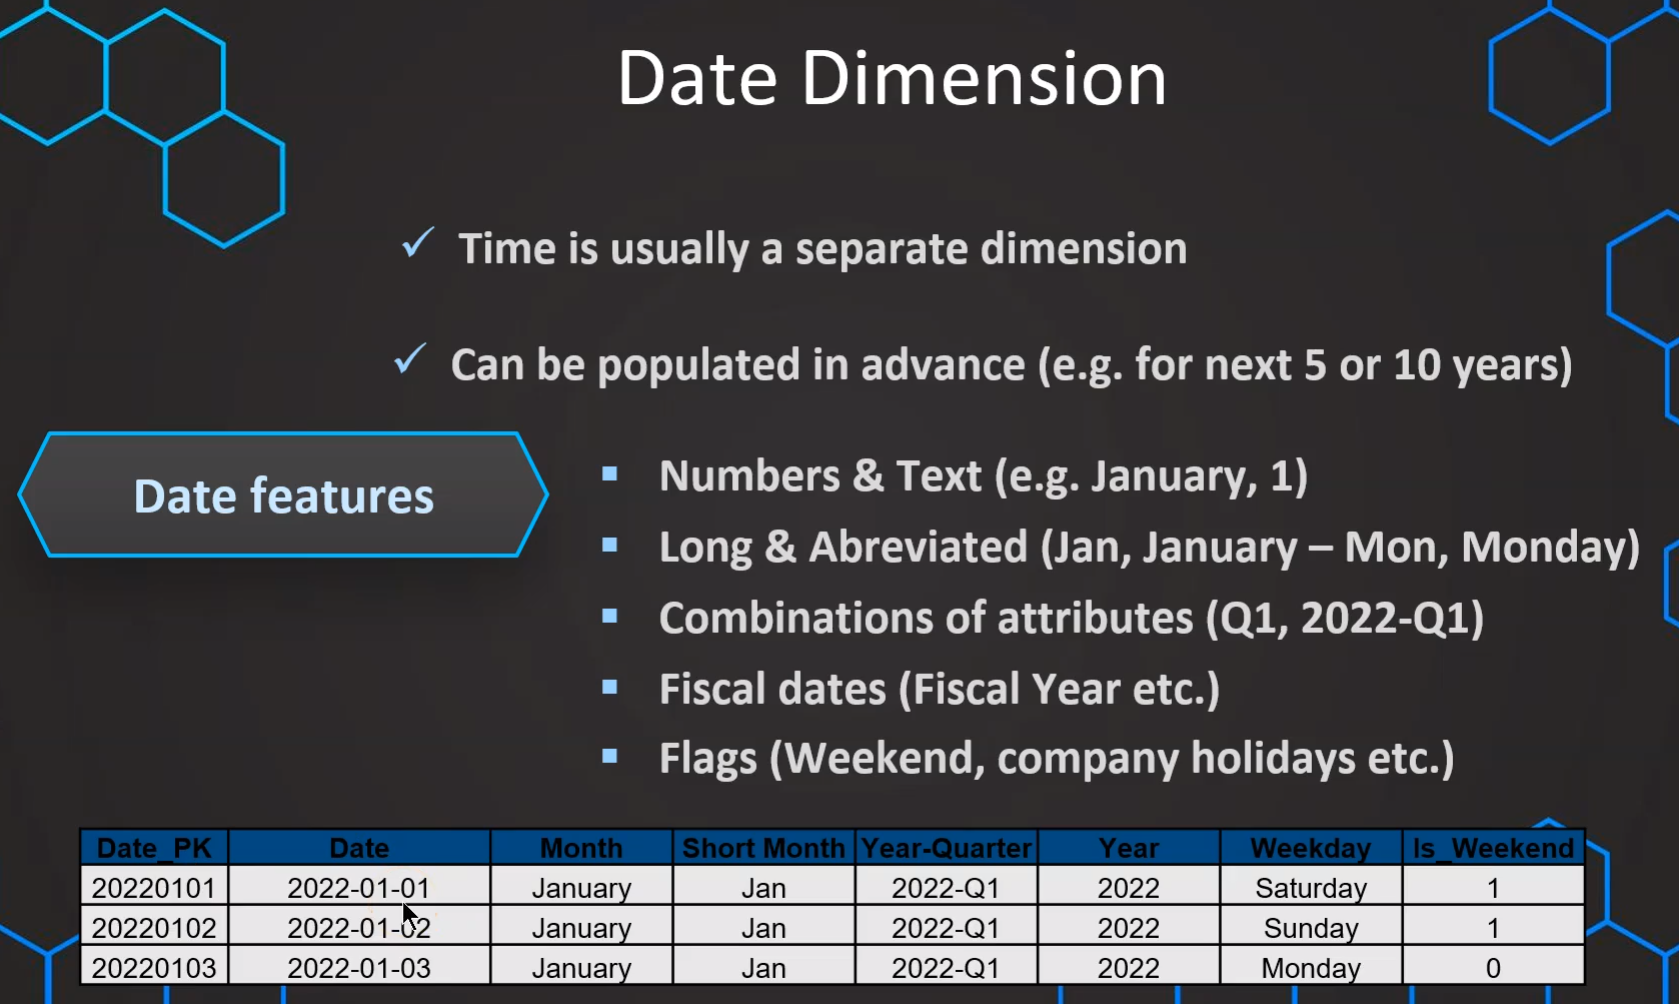 Date Dimension
✓ Time is usually a separate dimension
✓ Can be populated in advance (e.g. for next 5 or 10 years)
Date features
▪ Numbers & Text (e.g. January, 1)
▪ Long & Abreviated (Jan, January – Mon, Monday)
▪ Combinations of attributes (Q1, 2022-Q1)
▪ Fiscal dates (Fiscal Year etc.)
▪ Flags (Weekend, company holidays etc.)
Date_PK Date Month Short Month Year-Quarter Year Weekday Is_Weekend
20220101 2022-01-01 January Jan 2022-Q1 2022 Saturday 1
20220102 2022-01-02 January Jan 2022-Q1 2022 Sunday 1
20220103 2022-01-03 January Jan 2022-Q1 2022 Monday 0